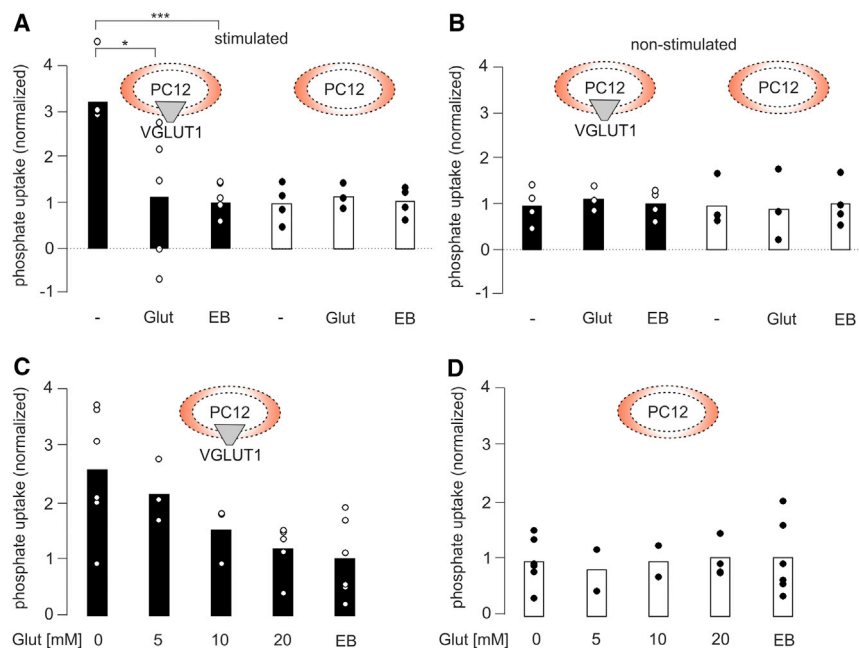 A
***
*
stimulated
phosphate uptake (normalized)
4
3
2
1
0
-1
PC12
VGLUT1
PC12
- Glut EB - Glut EB
B
non-stimulated
phosphate uptake (normalized)
4
3
2
1
0
-1
PC12
VGLUT1
PC12
- Glut EB - Glut EB
C
phosphate uptake (normalized)
4
3
2
1
0
PC12
VGLUT1
Glut [mM] 0 5 10 20 EB
D
phosphate uptake (normalized)
4
3
2
1
0
PC12
0 5 10 20 EB